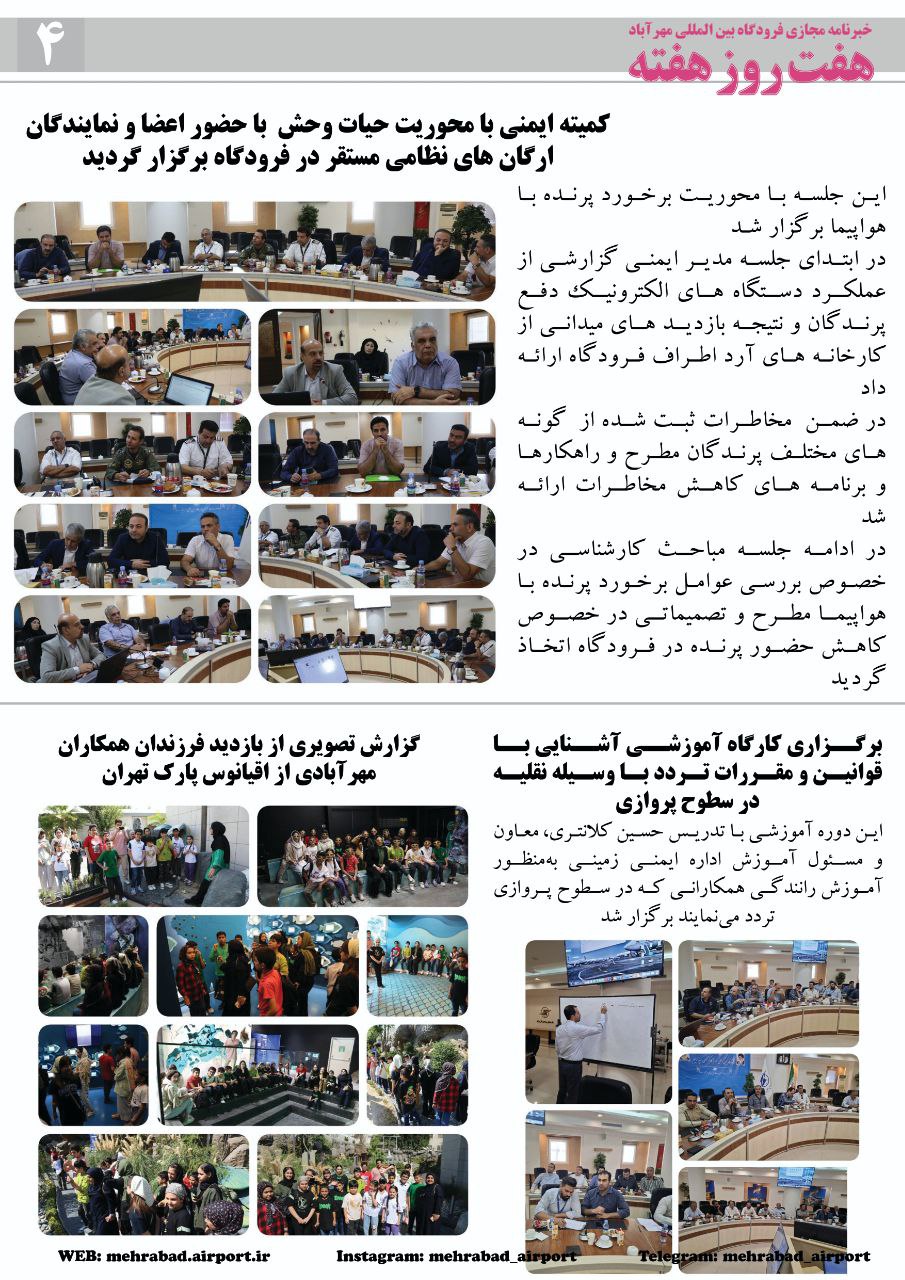 خبرنامه مجازی فرودگاه بین المللی مهرآباد
هفت روز هفته
۴
کمیته ایمنی با محوریت حیات وحش با حضور اعضا و نمایندگان
ارگان های نظامی مستقر در فرودگاه برگزار گردید
این جلسه با محوریت برخورد پرنده با
هواپیما برگزار شد
در ابتدای جلسه مدیر ایمنی گزارشی از
عملکرد دستگاه های الکترونیک دفع
پرندگان و نتیجه بازدید های میدانی از
کارخانه های آرد اطراف فرودگاه ارائه
داد
در ضمن مخاطرات ثبت شده از گونه
های مختلف پرندگان مطرح و راهکارها
و برنامه های کاهش مخاطرات ارائه
شد
در ادامه جلسه مباحث کارشناسی در
خصوص بررسی عوامل برخورد پرنده با
هواپیما مطرح و تصمیماتی در خصوص
کاهش حضور پرنده در فرودگاه اتخاذ
گردید
برگزاری کارگاه آموزشی آشنایی با
قوانین و مقررات تردد با وسیله نقلیه
در سطوح پروازی
این دوره آموزشی با تدریس حسین کلانتری، معاون
و مسئول آموزش اداره ایمنی زمینی به‌منظور
آموزش رانندگی همکارانی که در سطوح پروازی
تردد می‌نمایند برگزار شد
گزارش تصویری از بازدید فرزندان همکاران
مهرآبادی از اقیانوس پارک تهران
WEB: mehrabad.airport.ir
Instagram: mehrabad_airport
Telegram: mehrabad_airport